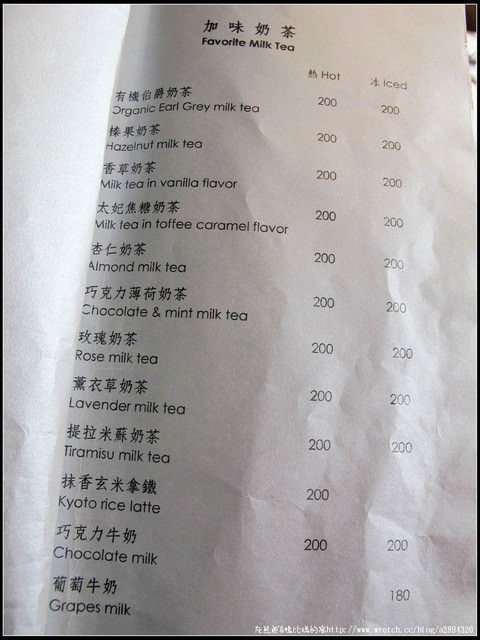 加味奶茶
Favorite Milk Tea
熱 Hot 冰 Iced
有機伯爵奶茶
Organic Earl Grey milk tea 200 200
榛果奶茶
Hazelnut milk tea 200 200
香草奶茶
Milk tea in vanilla flavor 200 200
太妃焦糖奶茶
Milk tea in toffee caramel flavor 200 200
杏仁奶茶
Almond milk tea 200 200
巧克力薄荷奶茶
Chocolate & mint milk tea 200 200
玫瑰奶茶
Rose milk tea 200 200
薰衣草奶茶
Lavender milk tea 200 200
提拉米蘇奶茶
Tiramisu milk tea 200 200
抹香玄米拿鐵
Kyoto rice latte 200
巧克力牛奶
Chocolate milk 200 200
葡萄牛奶
Grapes milk 180
http://www.wretch.cc/blog/a2894320